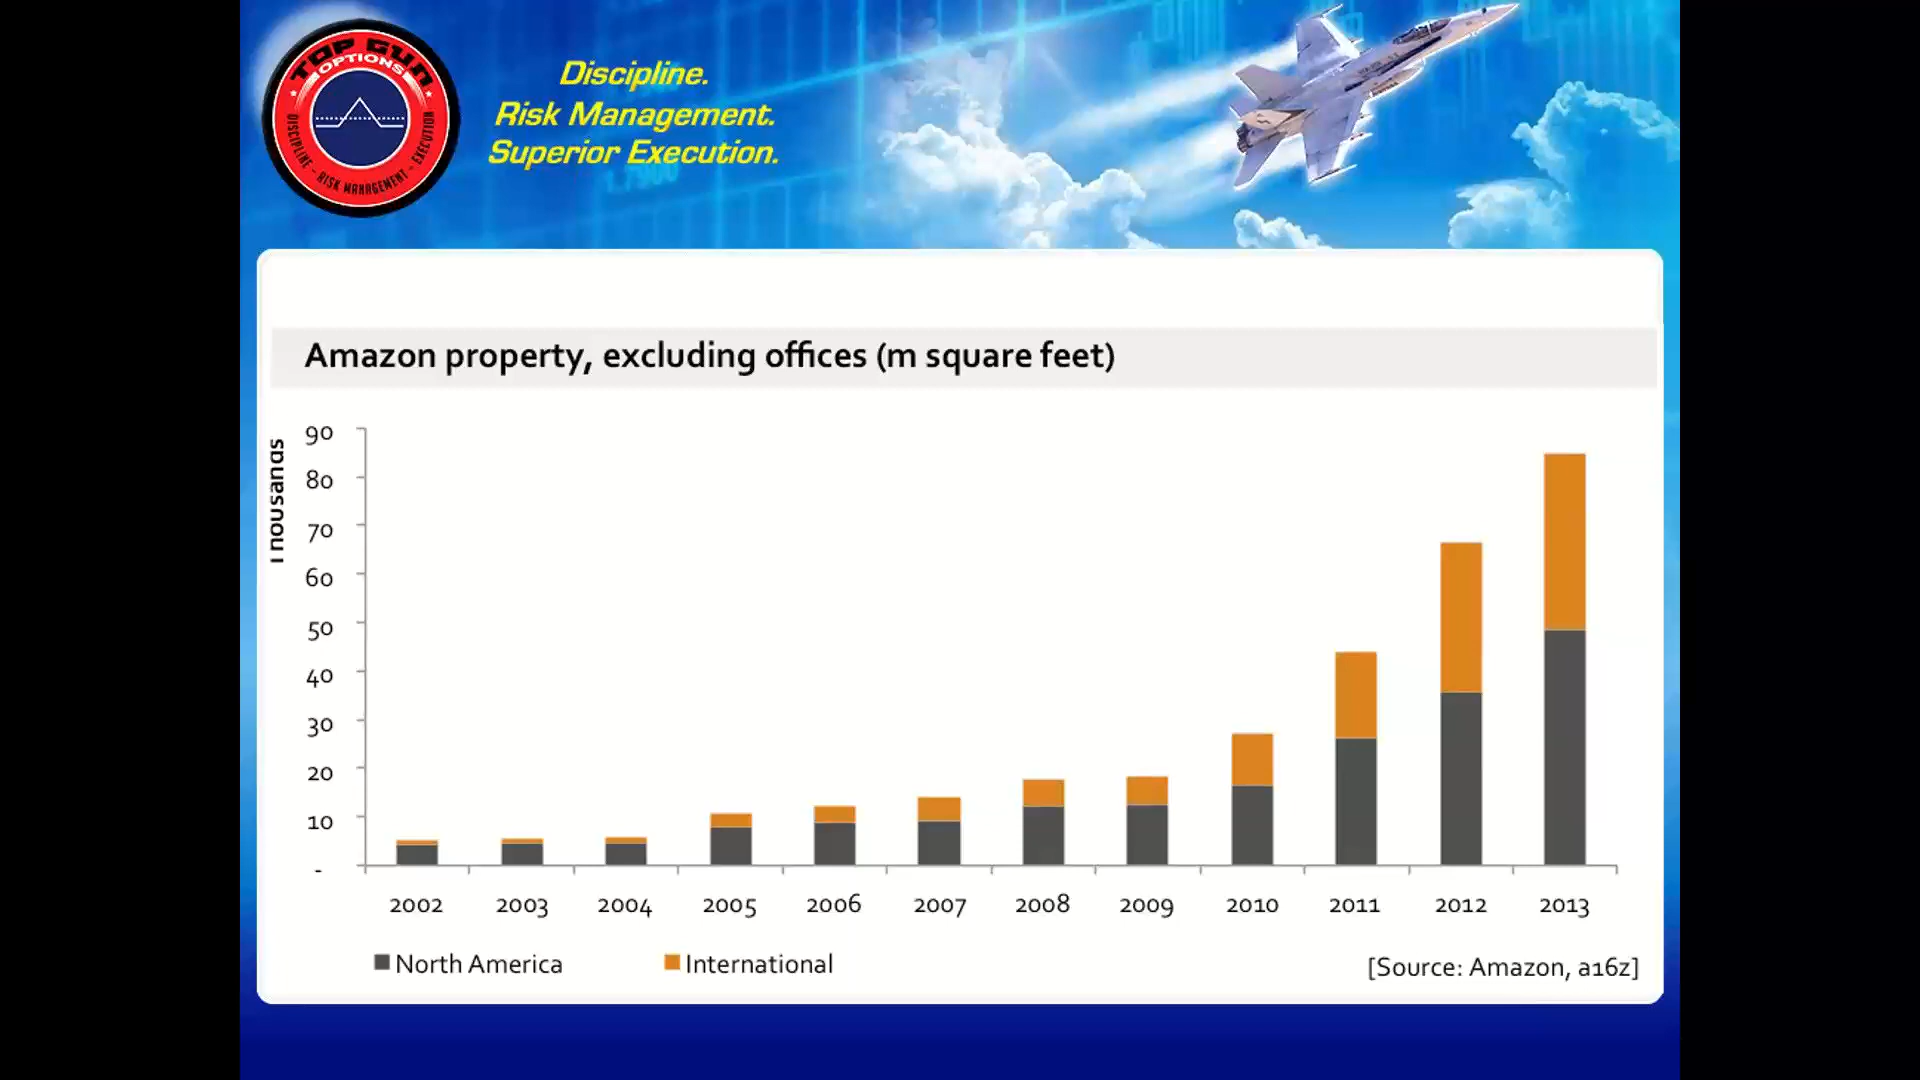 TOP GUN
OPTIONS
DISCIPLINE - RISK MANAGEMENT - EXECUTION
Discipline.
Risk Management.
Superior Execution.
Amazon property, excluding offices (m square feet)
Thousands
90
80
70
60
50
40
30
20
10
-
2002 2003 2004 2005 2006 2007 2008 2009 2010 2011 2012 2013
North America International
[Source: Amazon, a16z]